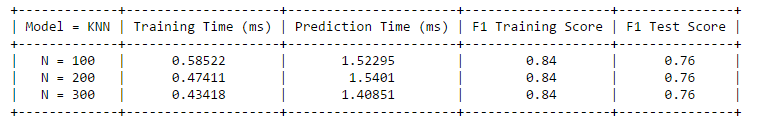 +-------------+--------------------+----------------------+-------------------+---------------+
| Model = KNN | Training Time (ms) | Prediction Time (ms) | F1 Training Score | F1 Test Score |
+-------------+--------------------+----------------------+-------------------+---------------+
| N = 100 | 0.58522 | 1.52295 | 0.84 | 0.76 |
| N = 200 | 0.47411 | 1.5401 | 0.84 | 0.76 |
| N = 300 | 0.43418 | 1.40851 | 0.84 | 0.76 |
+-------------+--------------------+----------------------+-------------------+---------------+